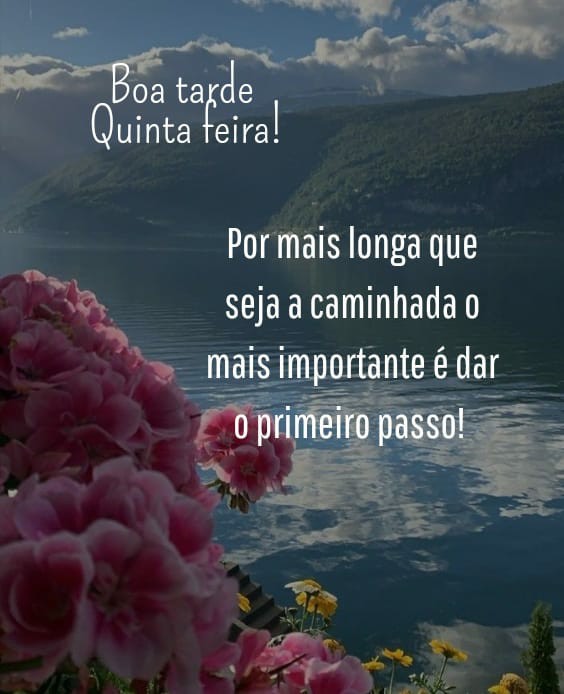 Boa tarde
Quinta feira!
Por mais longa que
seja a caminhada o
mais importante é dar
o primeiro passo!